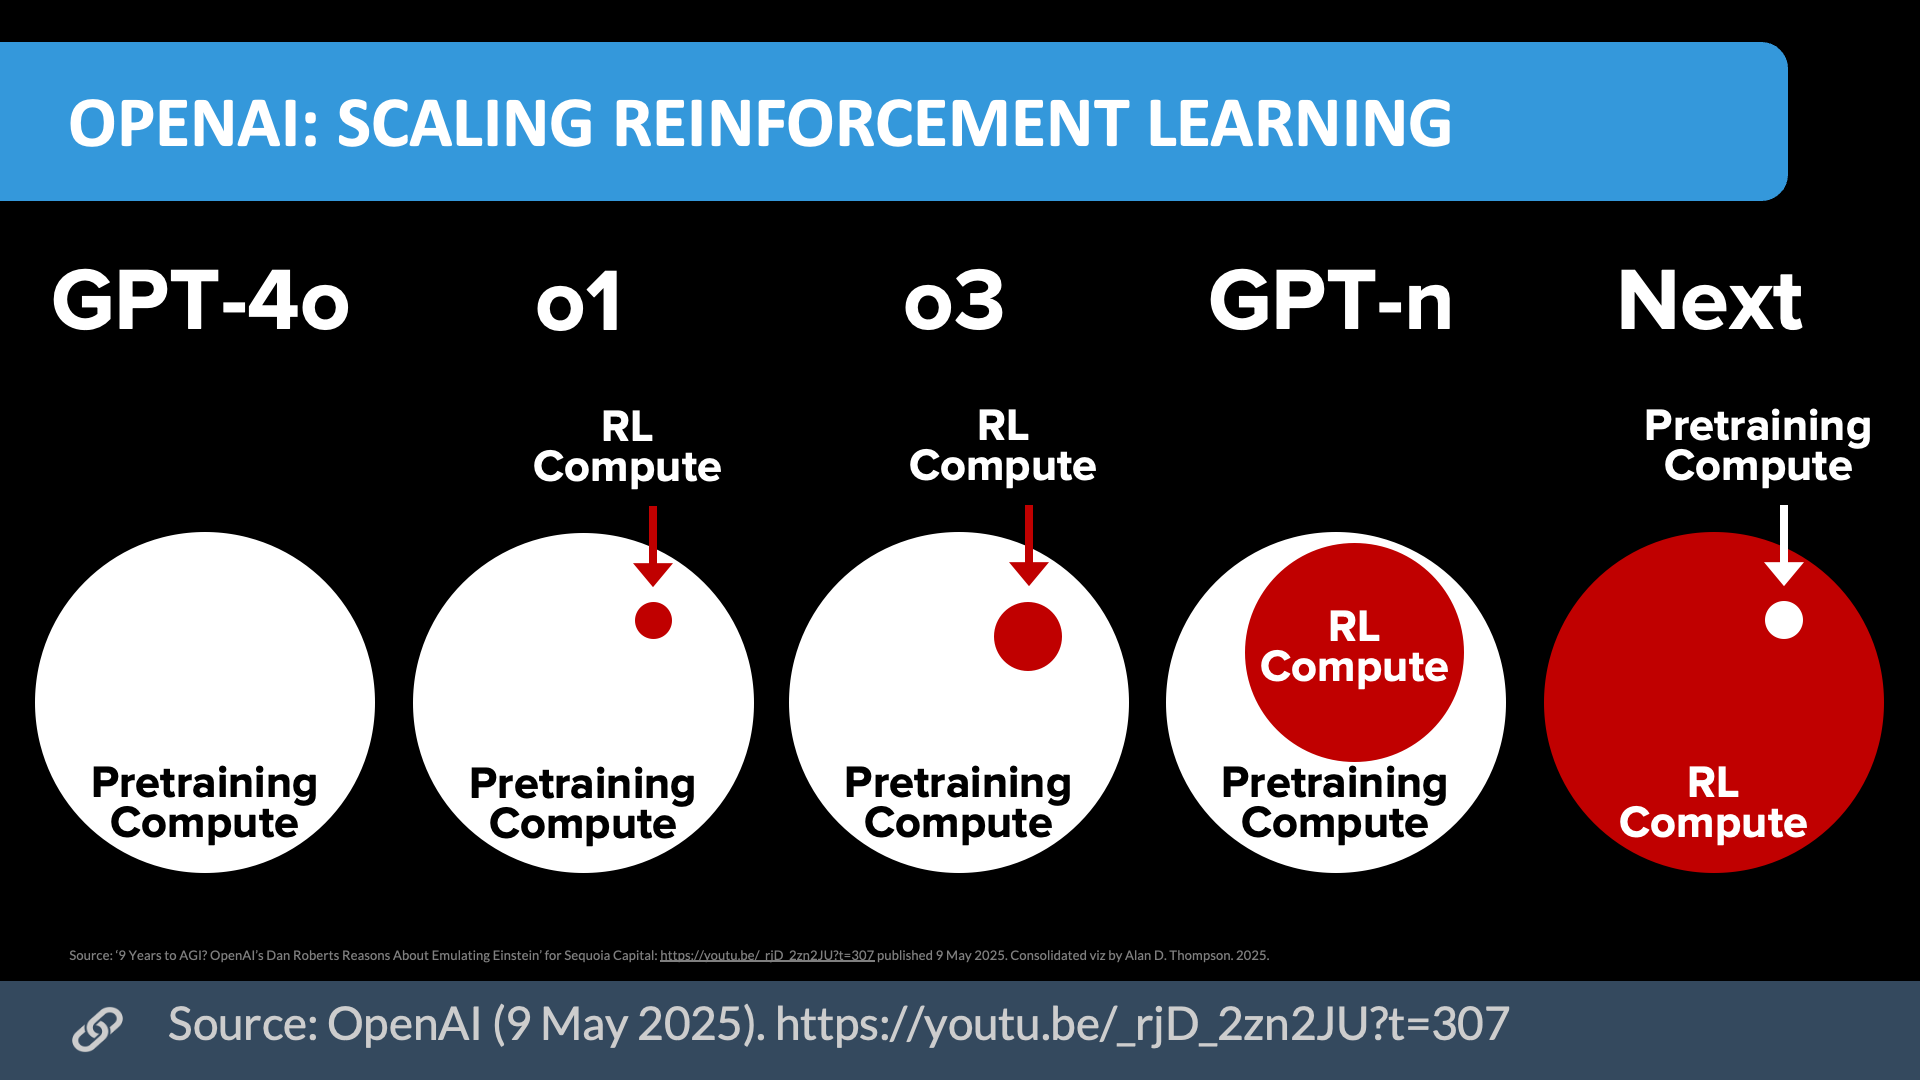 OPENAI: SCALING REINFORCEMENT LEARNING
GPT-4o
o1
o3
GPT-n
Next
RL
Compute
RL
Compute
Pretraining
Compute
RL
Compute
Pretraining
Compute
Pretraining
Compute
Pretraining
Compute
Pretraining
Compute
RL
Compute
Source: ‘9 Years to AGI? OpenAI’s Dan Roberts Reasons About Emulating Einstein’ for Sequoia Capital: https://youtu.be/_rjD_2zn2JU?t=307 published 9 May 2025. Consolidated viz by Alan D. Thompson. 2025.
Source: OpenAI (9 May 2025). https://youtu.be/_rjD_2zn2JU?t=307